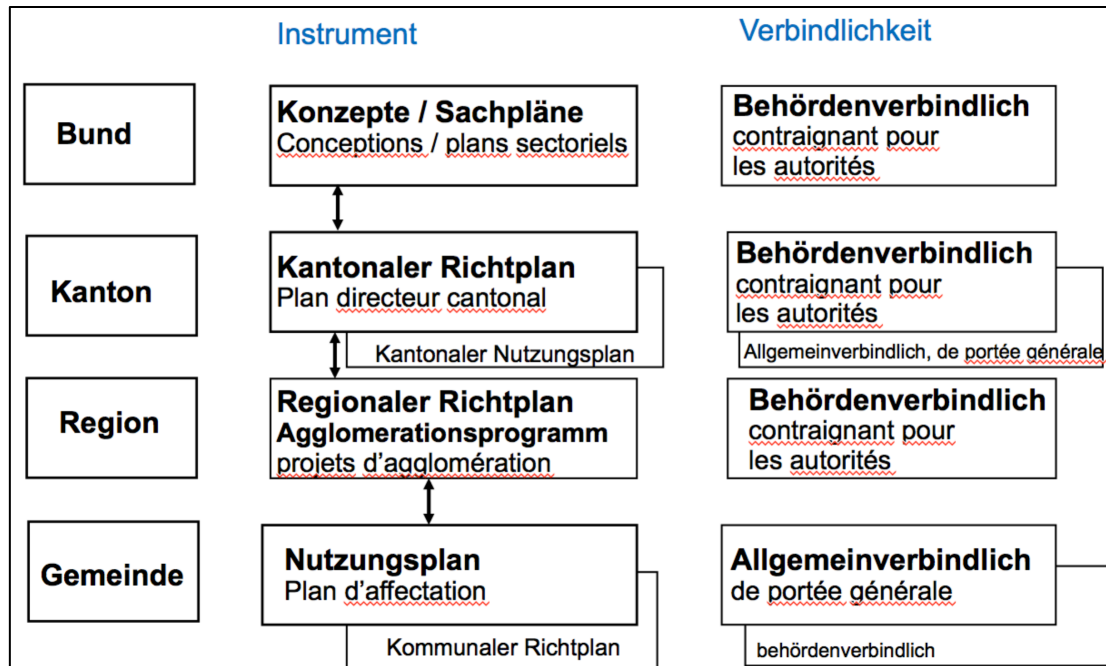 Instrument
Verbindlichkeit
Bund
Konzepte / Sachpläne
Conceptions / plans sectoriels
Behördenverbindlich
contraignant pour
les autorités
Kanton
Kantonaler Richtplan
Plan directeur cantonal
Kantonaler Nutzungsplan
Behördenverbindlich
contraignant pour
les autorités
Allgemeinverbindlich, de portée générale
Region
Regionaler Richtplan
Agglomerationsprogramm
projets d'agglomération
Behördenverbindlich
contraignant pour
les autorités
Gemeinde
Nutzungsplan
Plan d'affectation
Kommunaler Richtplan
Allgemeinverbindlich
de portée générale
behördenverbindlich